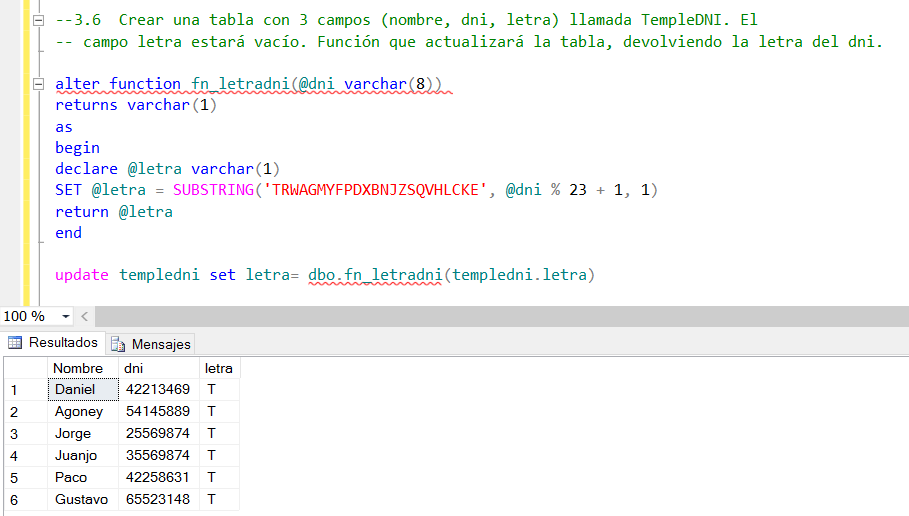 --3.6  Crear una tabla con 3 campos (nombre, dni, letra) llamada TempleDNI. El
-- campo letra estará vacío. Función que actualizará la tabla, devolviendo la letra del dni.
alter function fn_letradni(@dni varchar(8))
returns varchar(1)
as
begin
declare @letra varchar(1)
SET @letra = SUBSTRING('TRWAGMYFPDXBNJZSQVHLCKE', @dni % 23 + 1, 1)
return @letra
end
update templedni set letra= dbo.fn_letradni(templedni.letra)
100 %
Resultados Mensajes
Nombre dni letra
1 Daniel 42213469 T
2 Agoney 54145889 T
3 Jorge 25569874 T
4 Juanjo 35569874 T
5 Paco 42258631 T
6 Gustavo 65523148 T